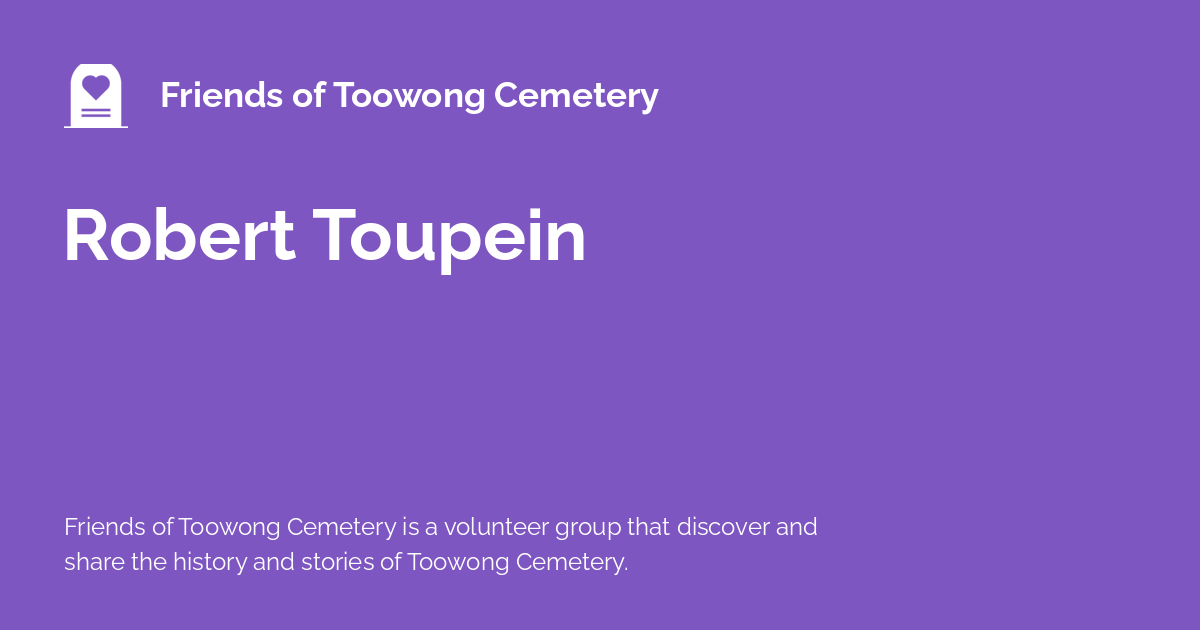 Friends of Toowong Cemetery
Robert Toupein
Friends of Toowong Cemetery is a volunteer group that discover and
share the history and stories of Toowong Cemetery.